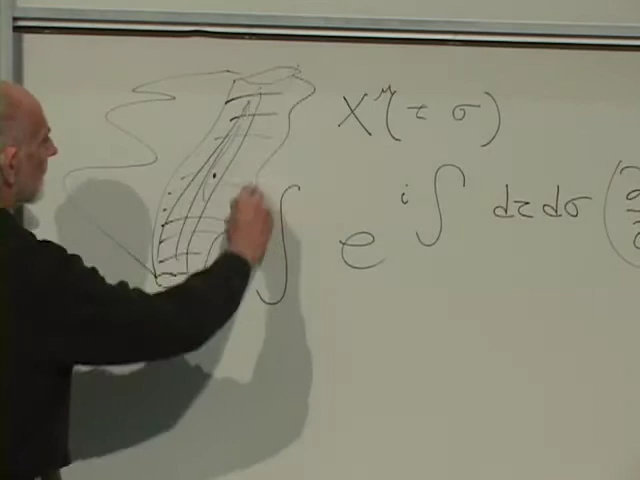 X^μ(τ σ)
∫ e^{i∫ dτ dσ (∂